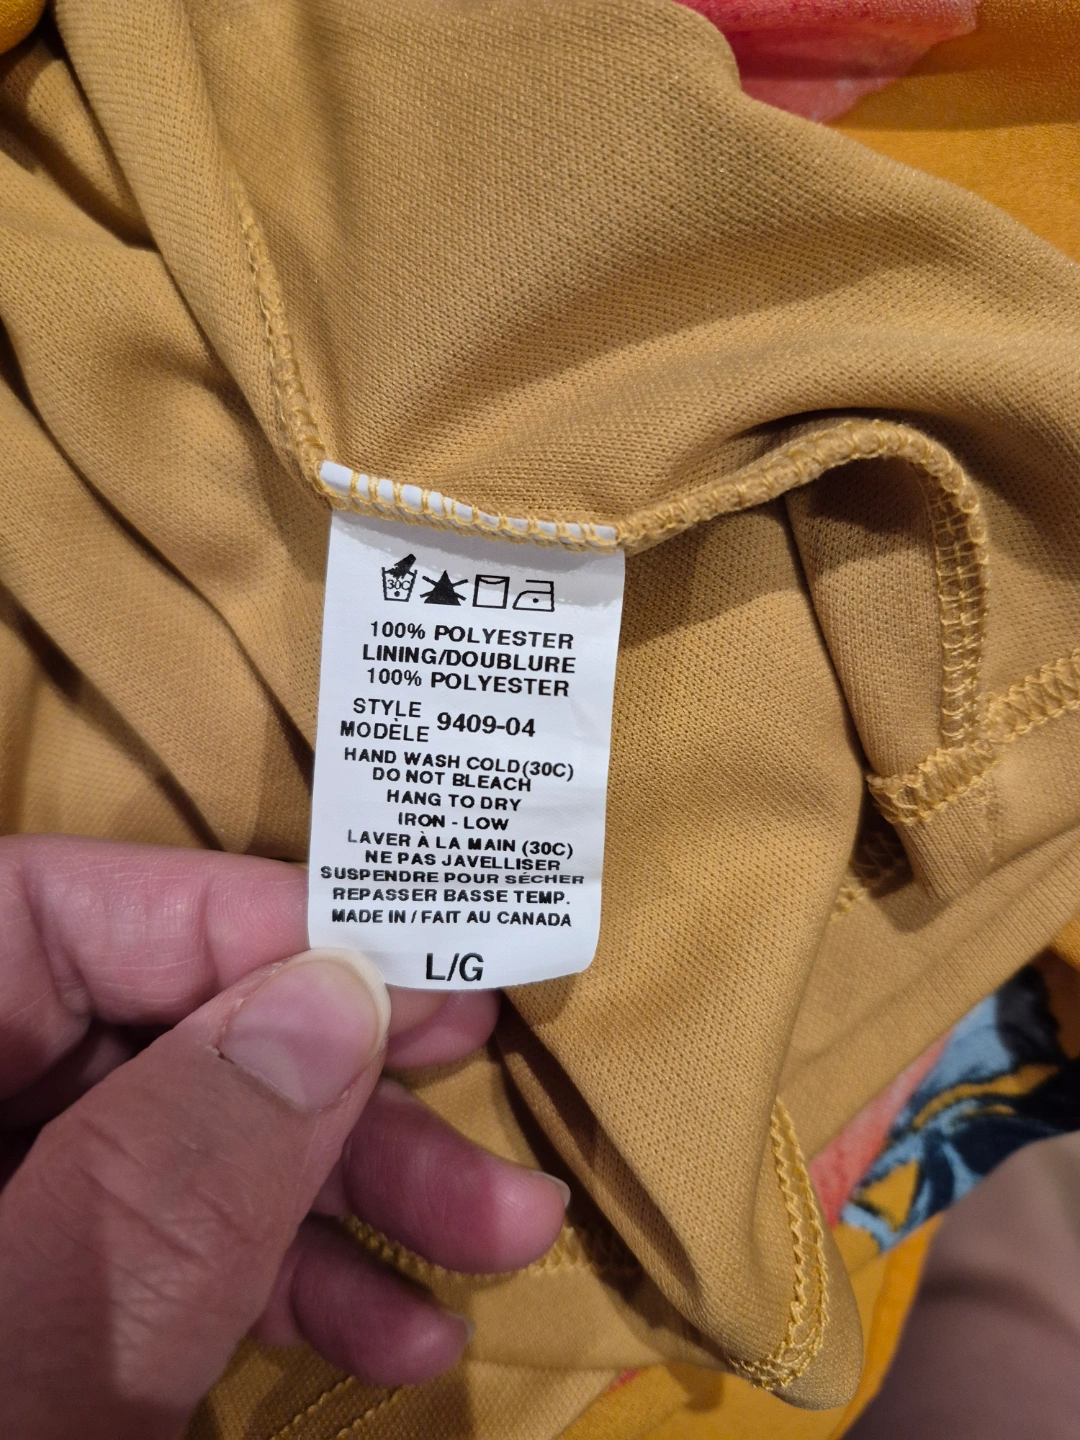 30C
100% POLYESTER
LINING/DOUBLURE
100% POLYESTER
STYLE
MODÈLE 9409-04
HAND WASH COLD(30C)
DO NOT BLEACH
HANG TO DRY
IRON - LOW
LAVER À LA MAIN (30C)
NE PAS JAVELLISER
SUSPENDRE POUR SÉCHER
REPASSER BASSE TEMP.
MADE IN / FAIT AU CANADA
L/G